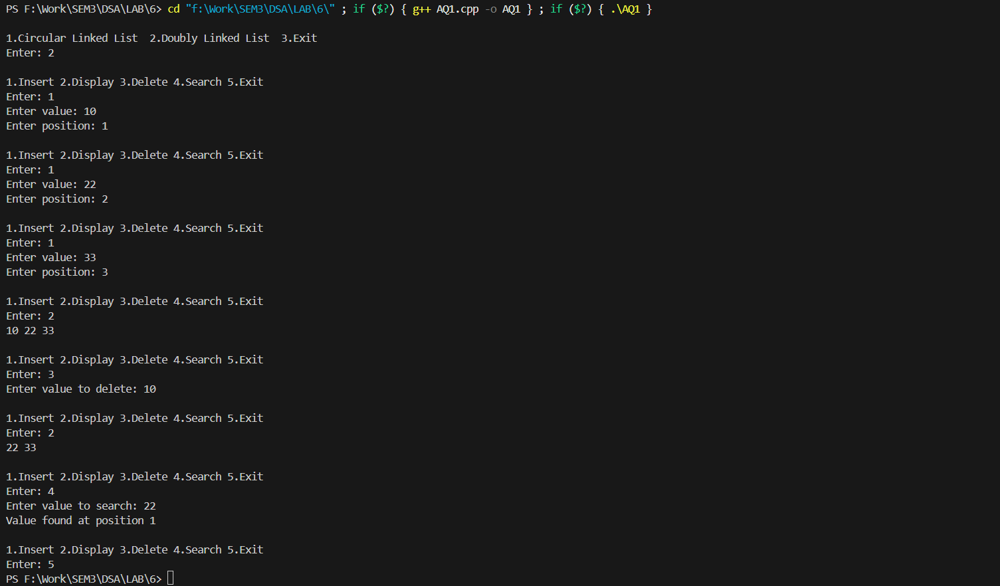 PS F:\Work\SEM3\DSA\LAB\6> cd "f:\Work\SEM3\DSA\LAB\6\" ; if ($?) { g++ AQ1.cpp -o AQ1 } ; if ($?) { .\AQ1 }
1.Circular Linked List  2.Doubly Linked List  3.Exit
Enter: 2
1.Insert 2.Display 3.Delete 4.Search 5.Exit
Enter: 1
Enter value: 10
Enter position: 1
1.Insert 2.Display 3.Delete 4.Search 5.Exit
Enter: 1
Enter value: 22
Enter position: 2
1.Insert 2.Display 3.Delete 4.Search 5.Exit
Enter: 1
Enter value: 33
Enter position: 3
1.Insert 2.Display 3.Delete 4.Search 5.Exit
Enter: 2
10 22 33
1.Insert 2.Display 3.Delete 4.Search 5.Exit
Enter: 3
Enter value to delete: 10
1.Insert 2.Display 3.Delete 4.Search 5.Exit
Enter: 2
22 33
1.Insert 2.Display 3.Delete 4.Search 5.Exit
Enter: 4
Enter value to search: 22
Value found at position 1
1.Insert 2.Display 3.Delete 4.Search 5.Exit
Enter: 5
PS F:\Work\SEM3\DSA\LAB\6>